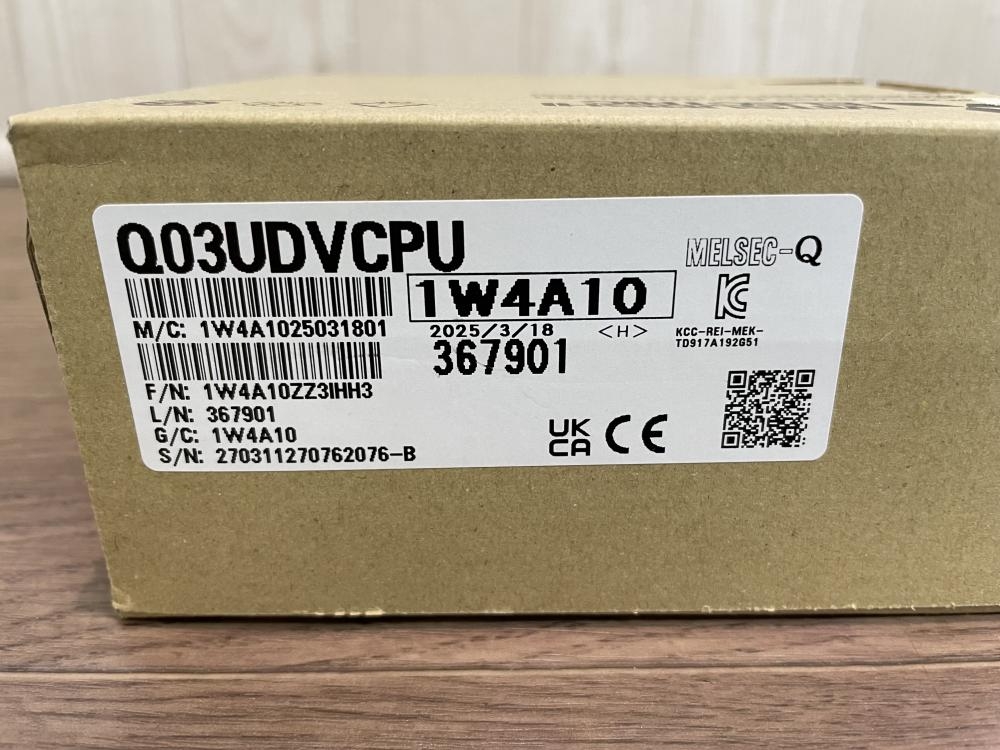 Q03UDVCPU
MELSEC-Q
1W4A10
M/C: 1W4A1025031801
2025/3/18 <H>
KCC-REI-MEK-
TD917A192G51
367901
F/N: 1W4A10ZZ3IHH3
L/N: 367901
G/C: 1W4A10
S/N: 270311270762076-B
UK
CA
CE